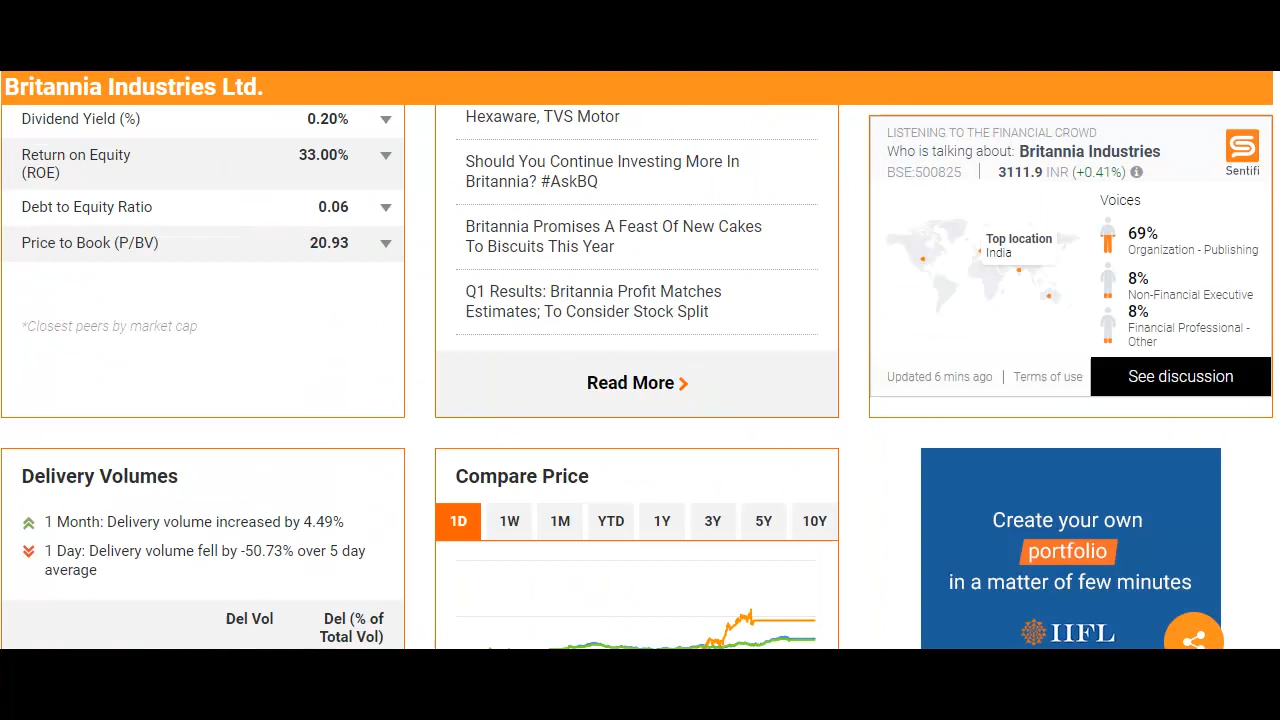 Britannia Industries Ltd.
Dividend Yield (%) 0.20%
Return on Equity 33.00%
(ROE)
Debt to Equity Ratio 0.06
Price to Book (P/BV) 20.93
*Closest peers by market cap
Hexaware, TVS Motor
Should You Continue Investing More In
Britannia? #AskBQ
Britannia Promises A Feast Of New Cakes
To Biscuits This Year
Q1 Results: Britannia Profit Matches
Estimates; To Consider Stock Split
Read More
LISTENING TO THE FINANCIAL CROWD
Who is talking about: Britannia Industries
BSE:500825 | 3111.9 INR (+0.41%)
Sentifi
Voices
Top location
India
69%
Organization - Publishing
8%
Non-Financial Executive
8%
Financial Professional -
Other
Updated 6 mins ago | Terms of use
See discussion
Delivery Volumes
1 Month: Delivery volume increased by 4.49%
1 Day: Delivery volume fell by -50.73% over 5 day
average
Del Vol Del (% of
Total Vol)
Compare Price
1D 1W 1M YTD 1Y 3Y 5Y 10Y
Create your own
portfolio
in a matter of few minutes
IIFL